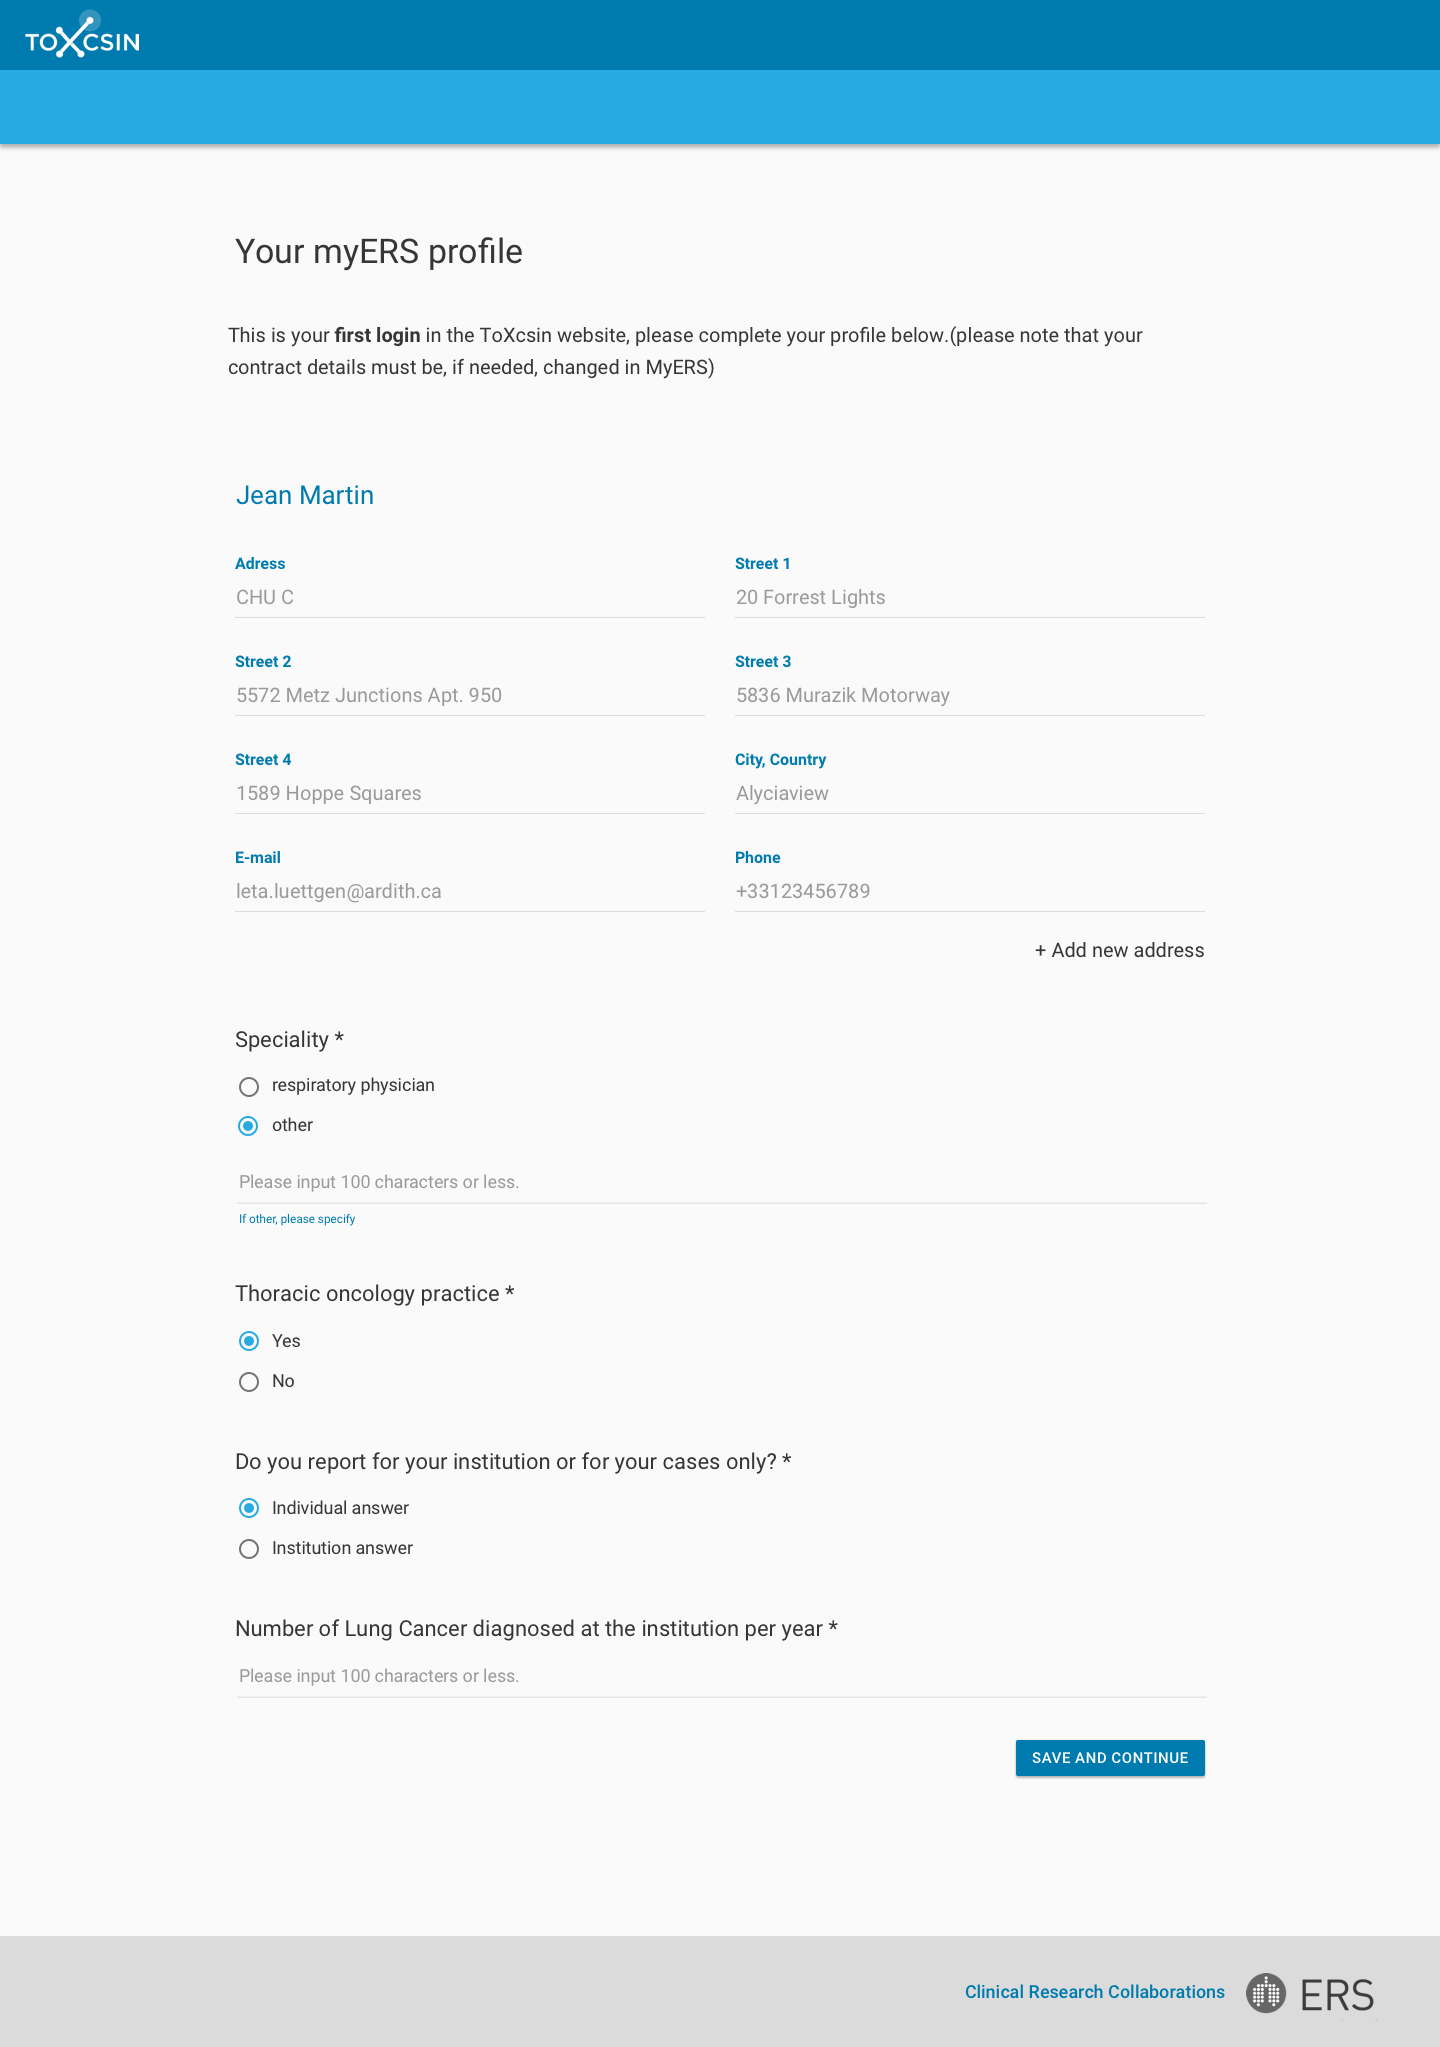 ToXCSIN
Your myERS profile
This is your first login in the ToXcsin website, please complete your profile below.(please note that your
contract details must be, if needed, changed in MyERS)
Jean Martin
Adress
CHU C
Street 1
20 Forrest Lights
Street 2
5572 Metz Junctions Apt. 950
Street 3
5836 Murazik Motorway
Street 4
1589 Hoppe Squares
City, Country
Alyciaview
E-mail
leta.luettgen@ardith.ca
Phone
+33123456789
+ Add new address
Speciality *
respiratory physician
other
Please input 100 characters or less.
If other, please specify
Thoracic oncology practice *
Yes
No
Do you report for your institution or for your cases only? *
Individual answer
Institution answer
Number of Lung Cancer diagnosed at the institution per year *
Please input 100 characters or less.
SAVE AND CONTINUE
Clinical Research Collaborations
ERS